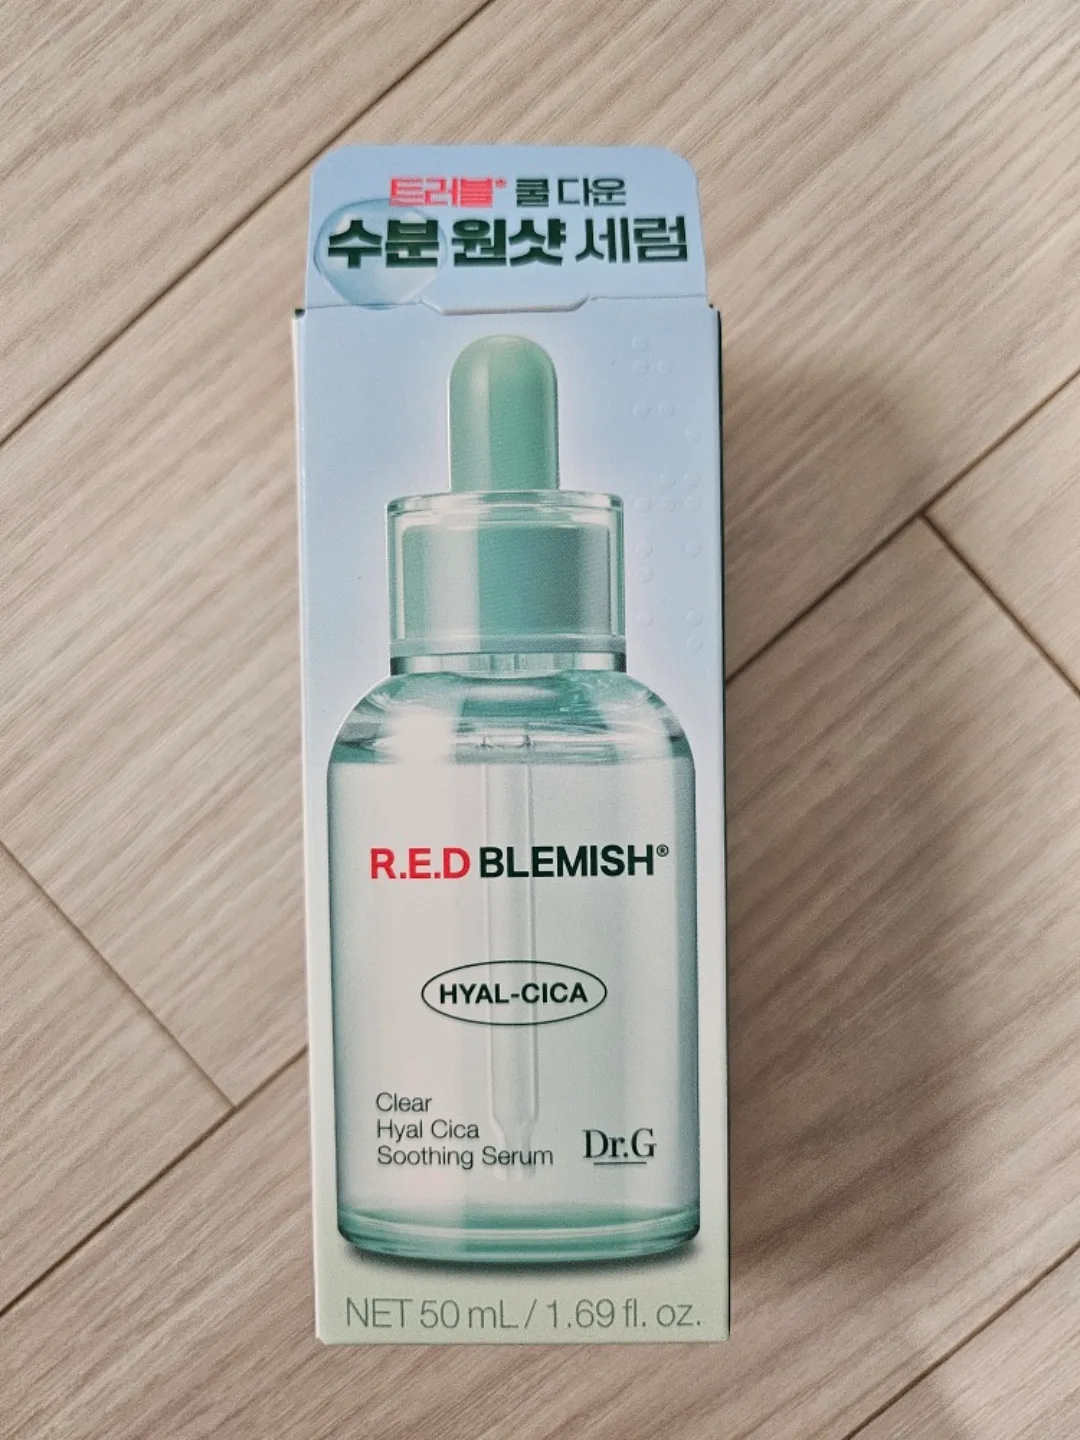 트러블* 쿨 다운
수분 원샷 세럼
R.E.D BLEMISH®
HYAL-CICA
Clear
Hyal Cica
Soothing Serum
Dr.G
NET 50 mL / 1.69 fl. oz.